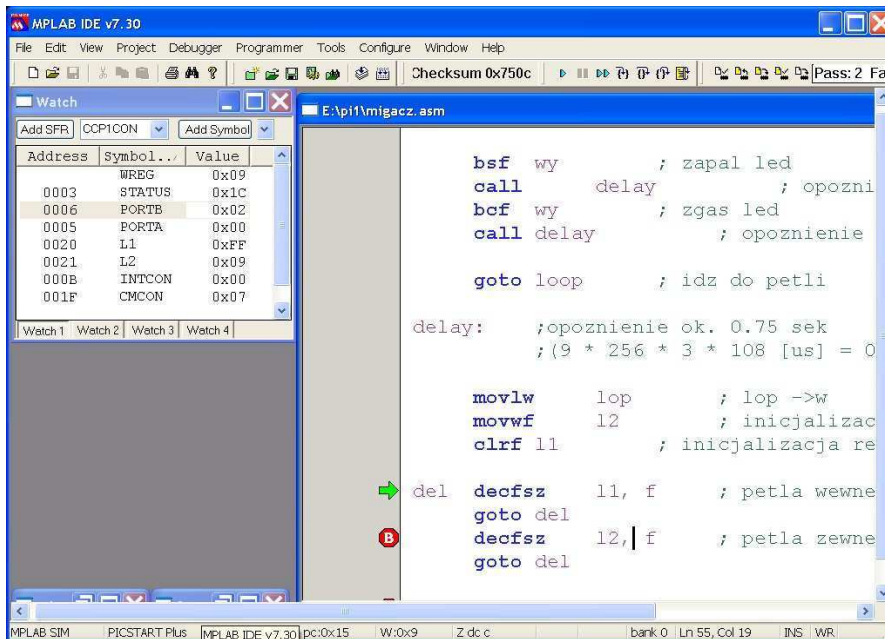 MPLAB IDE v7.30
File Edit View Project Debugger Programmer Tools Configure Window Help
Checksum 0x750c Pass: 2 Fa
Watch
Add SFR CCP1CON Add Symbol
Address Symbol... Value
WREG 0x09
0003 STATUS 0x1C
0006 PORTB 0x02
0005 PORTA 0x00
0020 L1 0xFF
0021 L2 0x09
000B INTCON 0x00
001F CMCON 0x07
Watch 1 Watch 2 Watch 3 Watch 4
E:\pi1\migacz.asm
bsf wy ; zapal led
call delay ; opozni
bcf wy ; zgas led
call delay ; opoznienie
goto loop ; idz do petli
delay: ;opoznienie ok. 0.75 sek
;(9 * 256 * 3 * 108 [us] = 0
movlw lop ; lop ->w
movwf l2 ; inicjalizac
clrf l1 ; inicjalizacja re
del decfsz l1, f ; petla wewne
goto del
B decfsz l2, f ; petla zewne
goto del
MPLAB SIM PICSTART Plus MPLAB IDE v7.30 pc:0x15 W:0x9 Z dc c bank 0 Ln 55, Col 19 INS WR